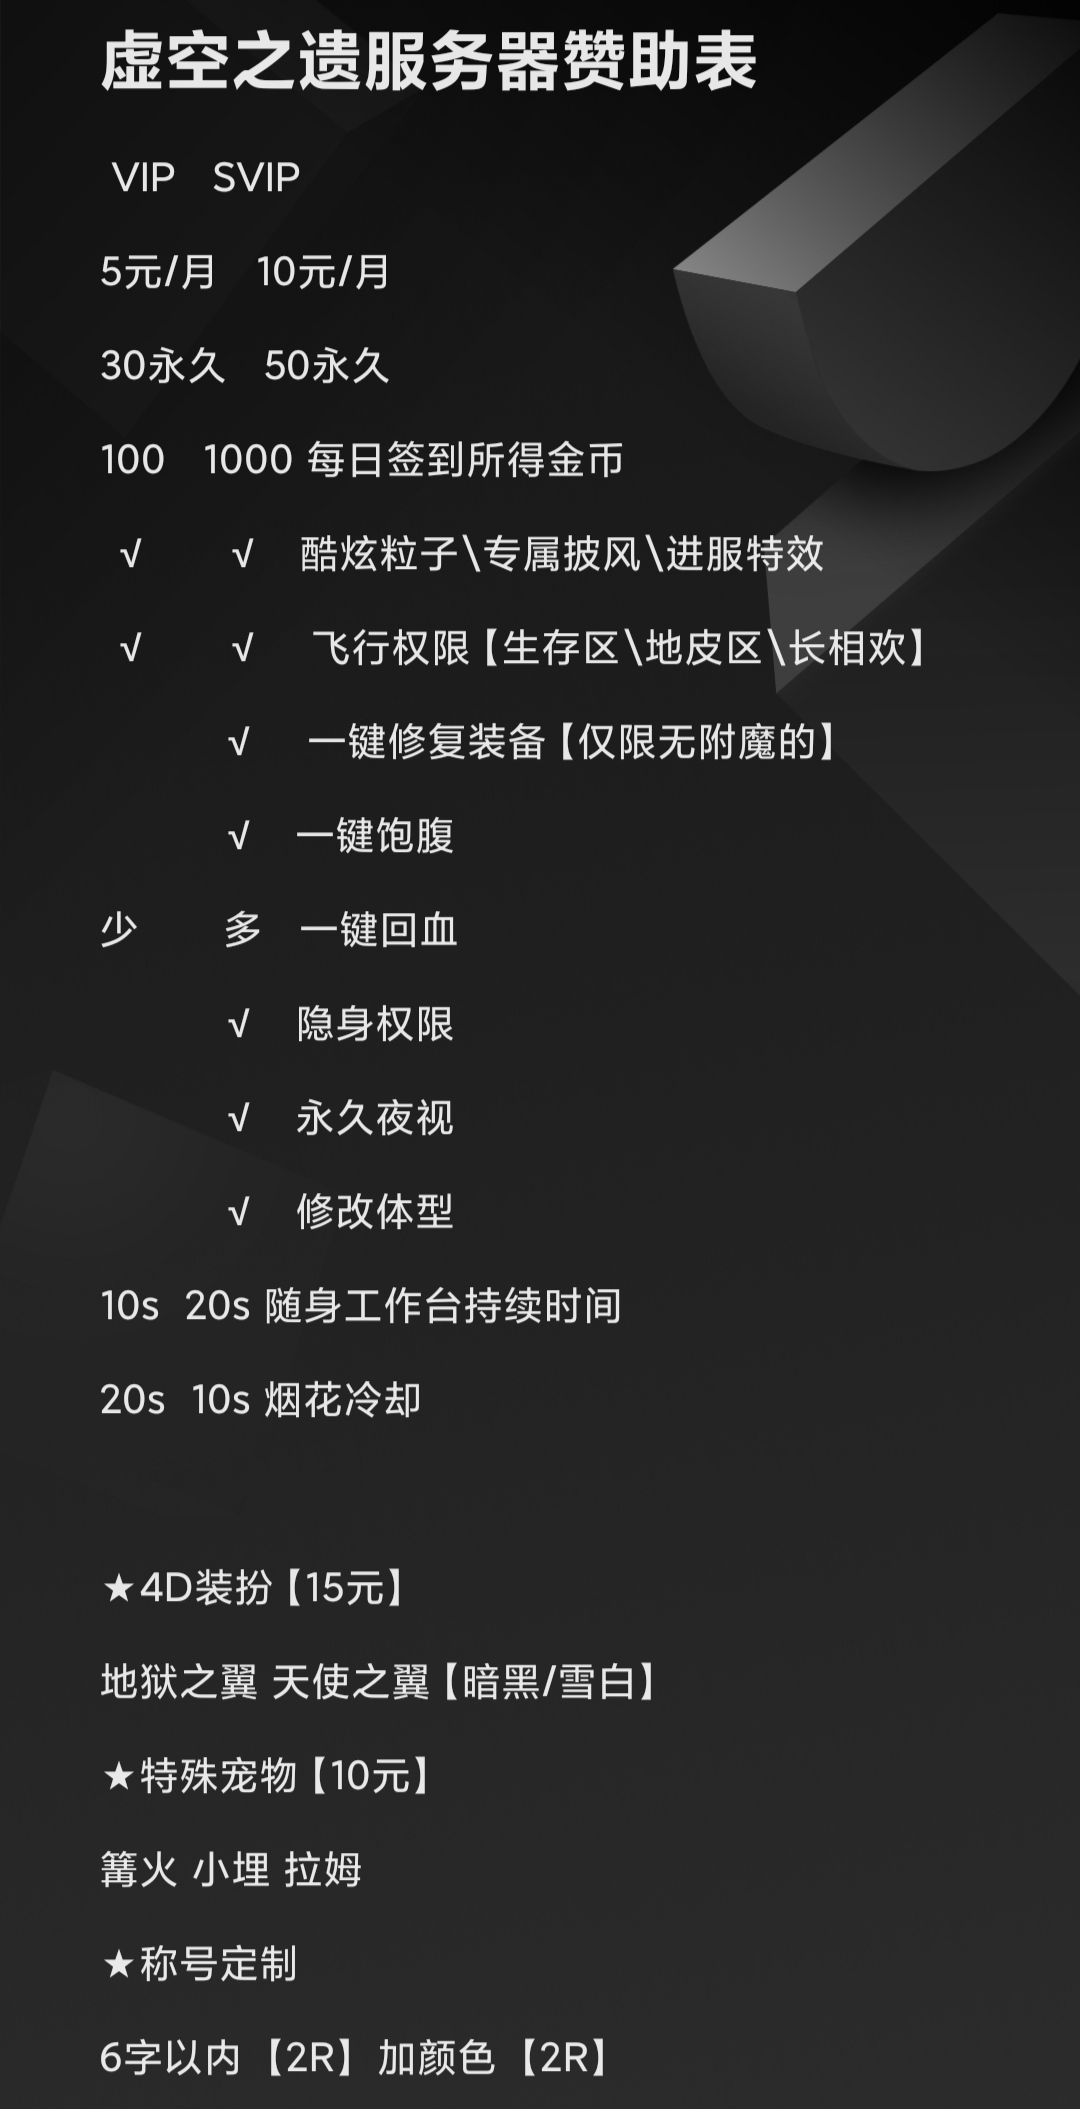 虚空之遗服务器赞助表
VIP SVIP
5元/月 10元/月
30永久 50永久
100 1000 每日签到所得金币
√ √ 酷炫粒子\专属披风\进服特效
√ √ 飞行权限【生存区\地皮区\长相欢】
√ 一键修复装备【仅限无附魔的】
√ 一键饱腹
少 多 一键回血
√ 隐身权限
√ 永久夜视
√ 修改体型
10s 20s 随身工作台持续时间
20s 10s 烟花冷却
★4D装扮【15元】
地狱之翼 天使之翼【暗黑/雪白】
★特殊宠物【10元】
篝火 小埋 拉姆
★称号定制
6字以内【2R】加颜色【2R】